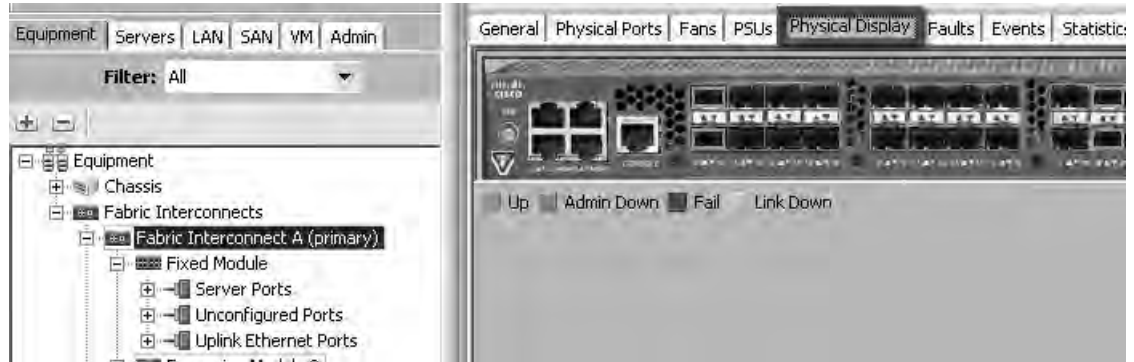 Equipment Servers LAN SAN VM Admin
Filter: All
Equipment
Chassis
Fabric Interconnects
Fabric Interconnect A (primary)
Fixed Module
Server Ports
Unconfigured Ports
Uplink Ethernet Ports
General Physical Ports Fans PSUs Physical Display Faults Events Statistics
CISCO
CONSOLE
Up Admin Down Fail Link Down